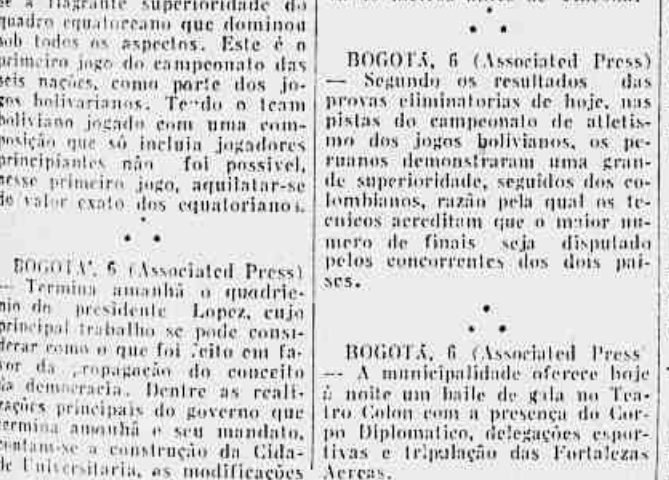 se a flagrante superioridade do
quadro equatoreano que dominou
sob todos os aspectos. Este é o
primeiro jogo do campeonato das
seis nações, como parte dos jo-
gos bolivarianos. Tendo o team
boliviano jogado com uma com-
posição que só incluia jogadores
principiantes não foi possivel,
nesse primeiro jogo, aquilatar-se
do valor exato dos equatorianos.
BOGOTÁ, 6 (Associated Press)
— Termina amanhã o quadrie-
nio do presidente Lopez, cujo
principal trabalho se pode consi-
derar como o que foi feito em fa-
vor da propagação do conceito
da democracia. Dentre as reali-
zações principais do governo que
termina amanhã o seu mandato,
contam-se a construção da Cida-
de Universitaria, as modificações
BOGOTÁ, 6 (Associated Press)
— Segundo os resultados das
provas eliminatorias de hoje, nas
pistas do campeonato de atletis-
mo dos jogos bolivianos, os pe-
ruanos demonstraram uma gran-
de superioridade, seguidos dos co-
lombianos, razão pela qual os te-
cnicos acreditam que o maior nu-
mero de finais seja disputado
pelos concorrentes dos dois pai-
ses.
BOGOTÁ, 6 (Associated Press
— A municipalidade oferece hoje
à noite um baile de gala no Tea-
tro Colon com a presença do Cor-
po Diplomatico, delegações espor-
tivas e tripulação das Fortalezas
Aereas.